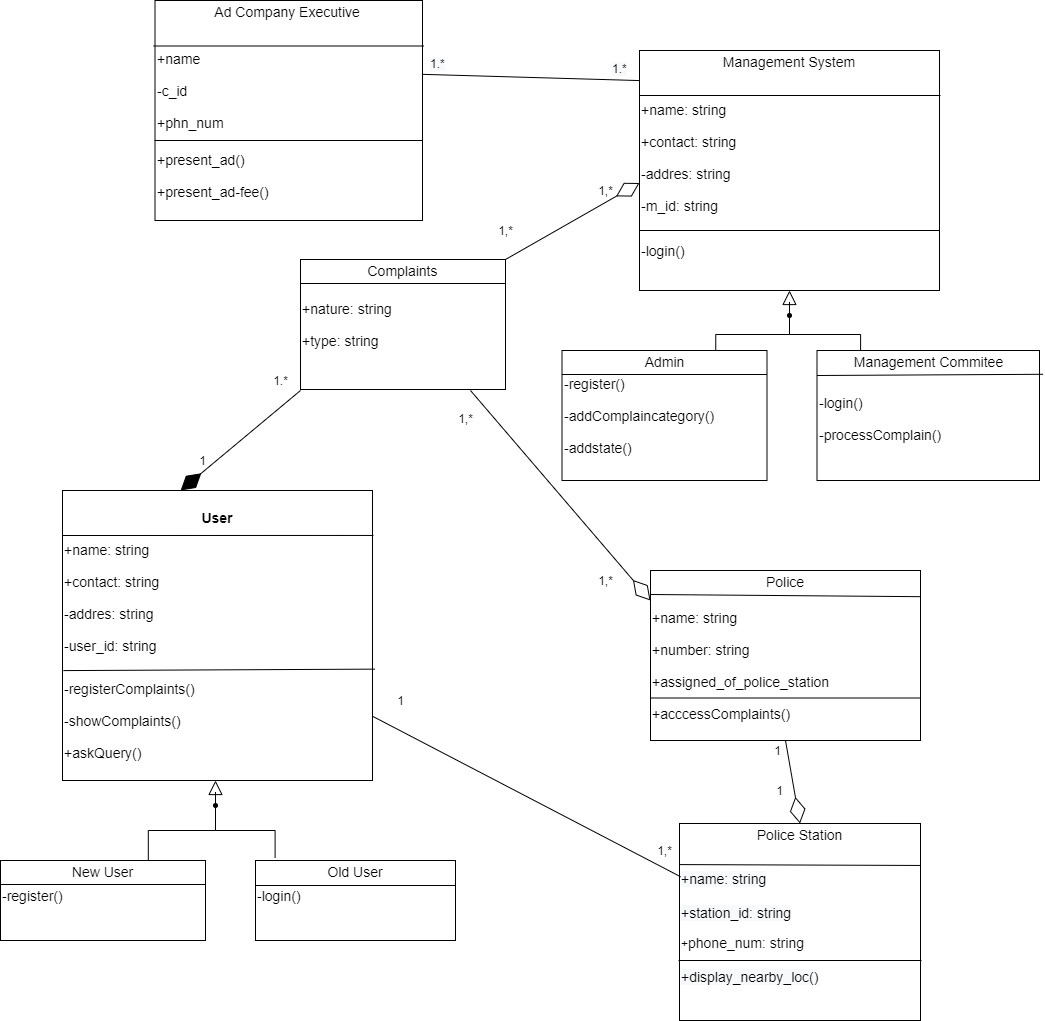 Ad Company Executive
+name
-c_id
+phn_num
+present_ad()
+present_ad-fee()
1.*
1.*
Management System
+name: string
+contact: string
-addres: string
-m_id: string
-login()
1,*
1,*
Complaints
+nature: string
+type: string
Admin
-register()
-addComplaincategory()
-addstate()
Management Commitee
-login()
-processComplain()
1.*
1
1,*
1,*
User
+name: string
+contact: string
-addres: string
-user_id: string
-registerComplaints()
-showComplaints()
+askQuery()
Police
+name: string
+number: string
+assigned_of_police_station
+acccessComplaints()
1
1,*
1
1
New User
-register()
Old User
-login()
Police Station
+name: string
+station_id: string
+phone_num: string
+display_nearby_loc()